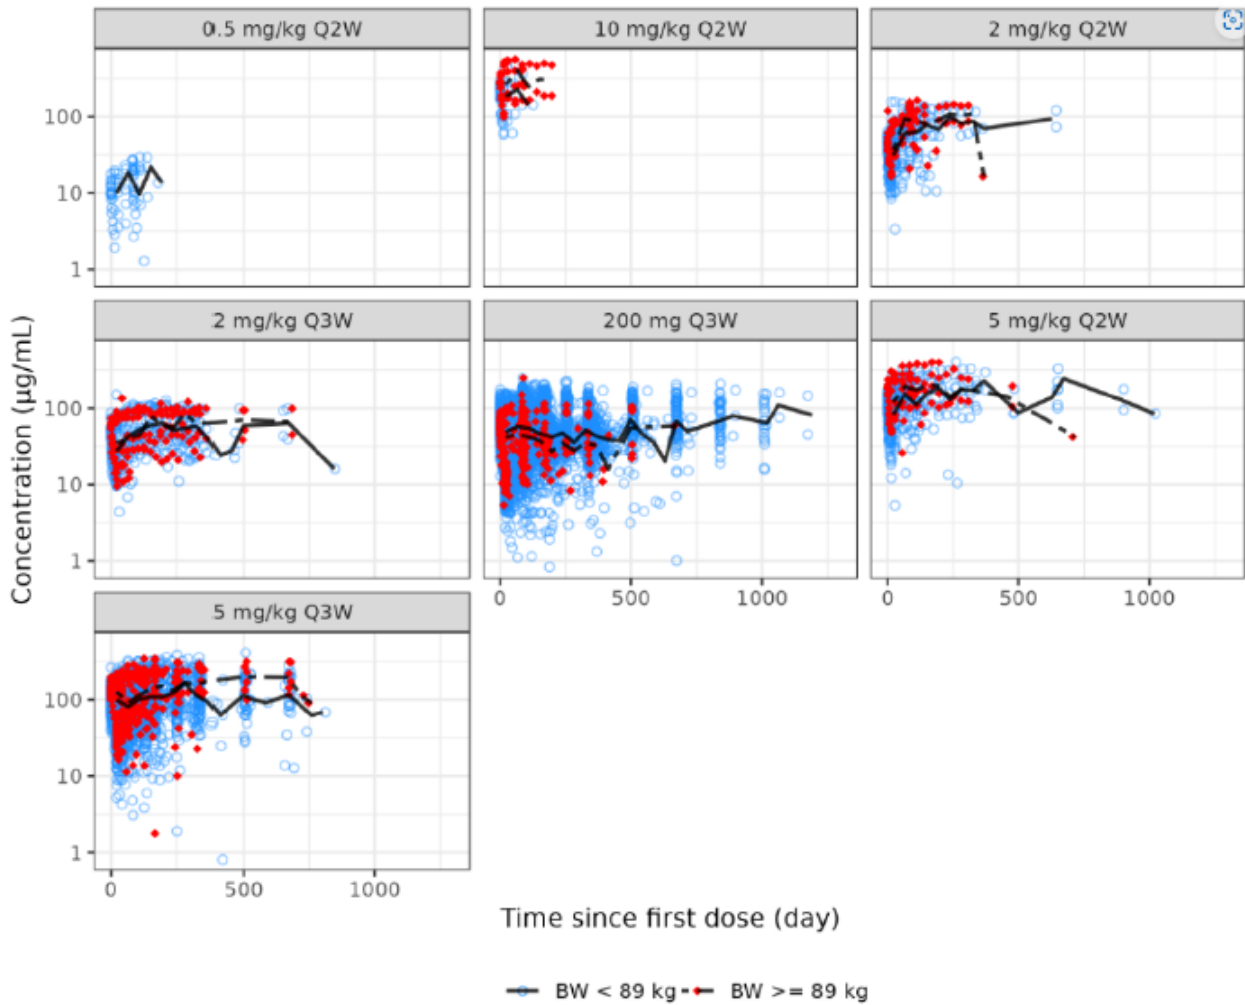 0.5 mg/kg Q2W
10 mg/kg Q2W
2 mg/kg Q2W
100
10
1
2 mg/kg Q3W
200 mg Q3W
5 mg/kg Q2W
Concentration (µg/mL)
100
10
1
0 500 1000
0 500 1000
5 mg/kg Q3W
100
10
1
0 500 1000
Time since first dose (day)
BW < 89 kg BW >= 89 kg